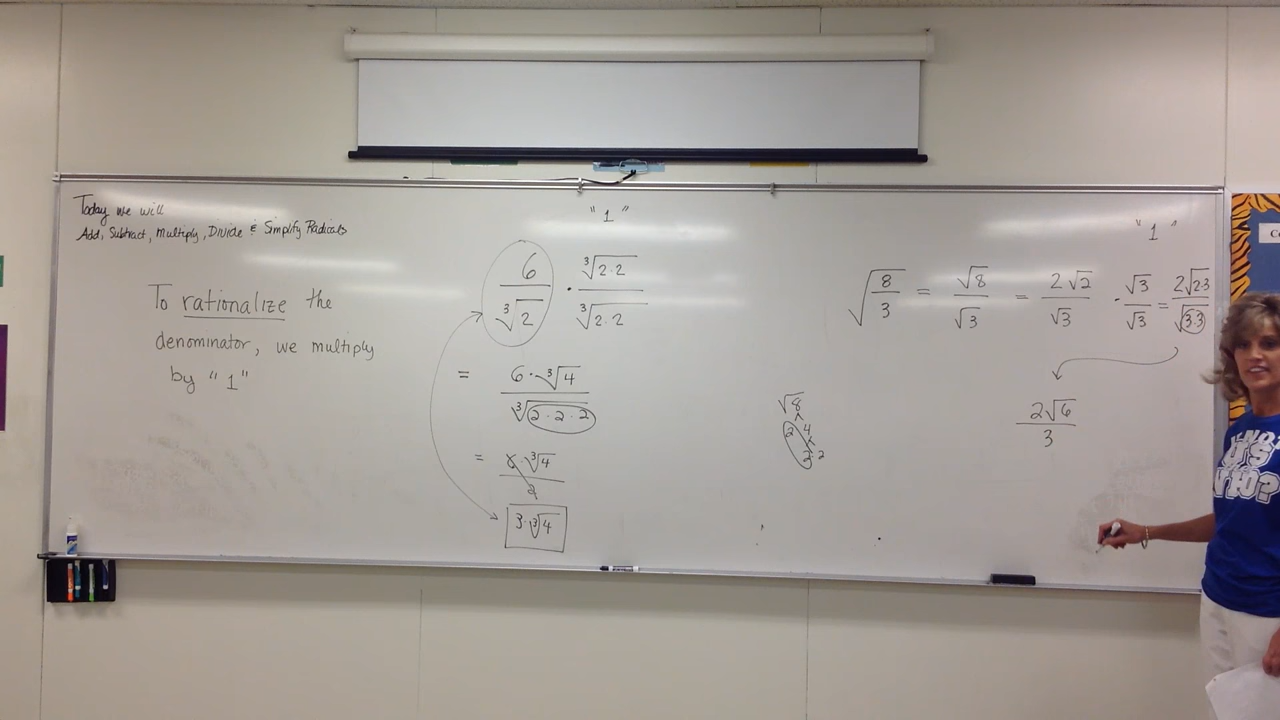 Today we will
Add, Subtract, Multiply, Divide & Simplify Radicals
To rationalize the
denominator, we multiply
by "1"
"1"
6/∛2 · ∛(2·2)/∛(2·2)
= 6·∛4/∛(2·2·2)
= 6·∛4/2
3·∛4
√8
2 4
2·2
"1"
√(8/3) = √8/√3 = 2√2/√3 · √3/√3 = 2√(2·3)/√(3·3)
2√6/3